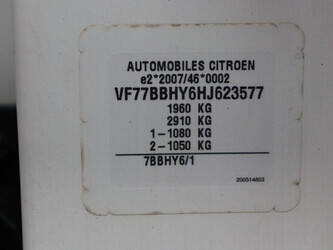 AUTOMOBILES CITROEN
e2*2007/46*0002
VF77BBHY6HJ623577
1960 KG
2910 KG
1-1080 KG
2-1050 KG
7BBHY6/1